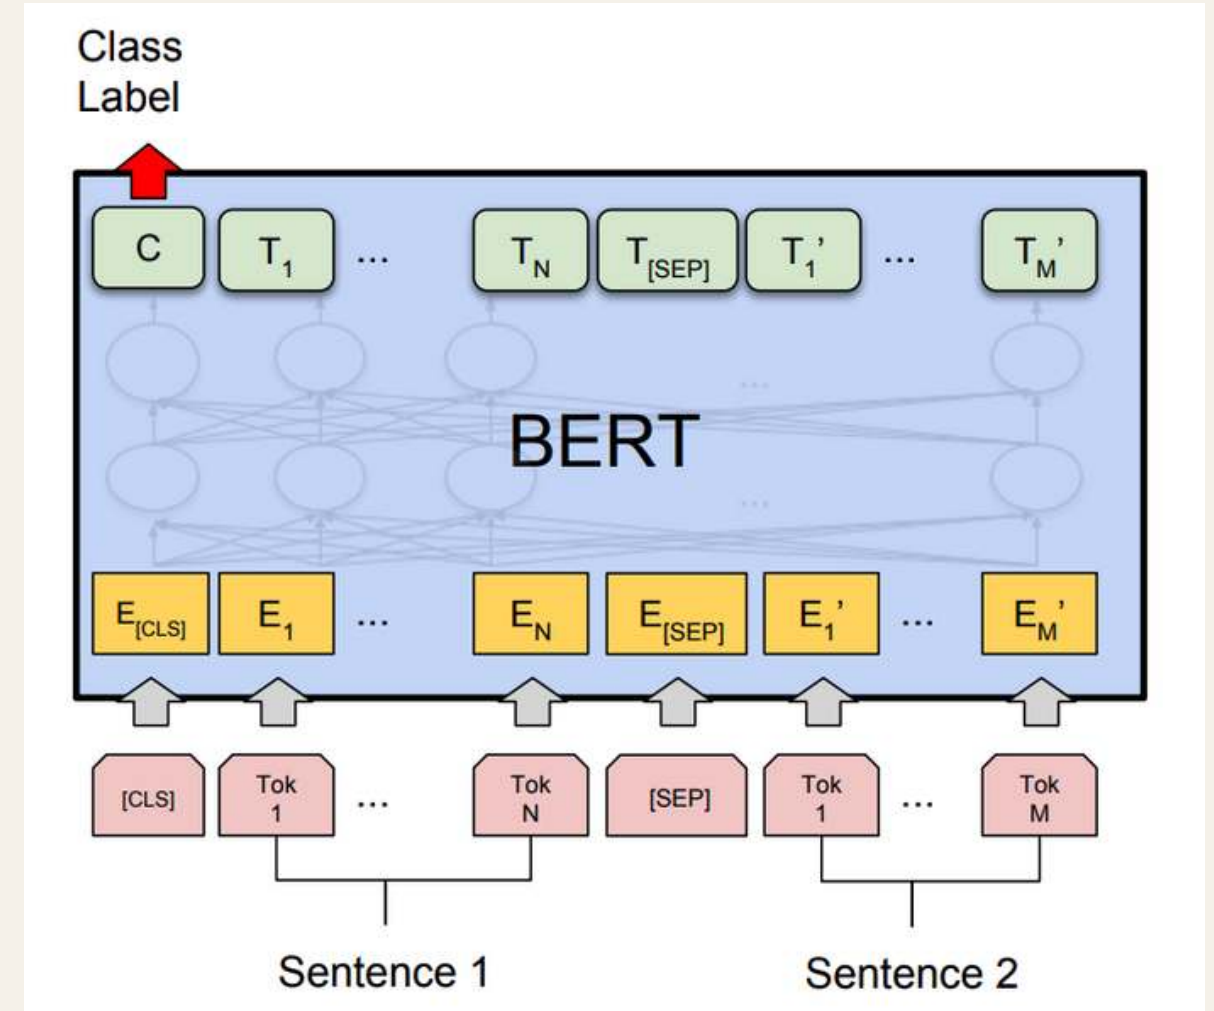 Class
Label
C T1 ... TN T[SEP] T1’ ... TM’
...
BERT
...
E[CLS] E1 ... EN E[SEP] E1’ ... EM’
[CLS] Tok 1 ... Tok N [SEP] Tok 1 ... Tok M
Sentence 1 Sentence 2